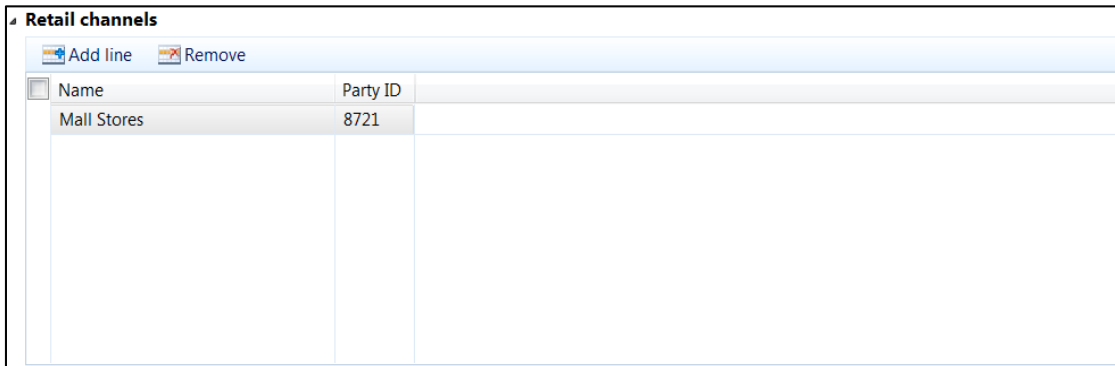 Retail channels
Add line Remove
Name Party ID
Mall Stores 8721